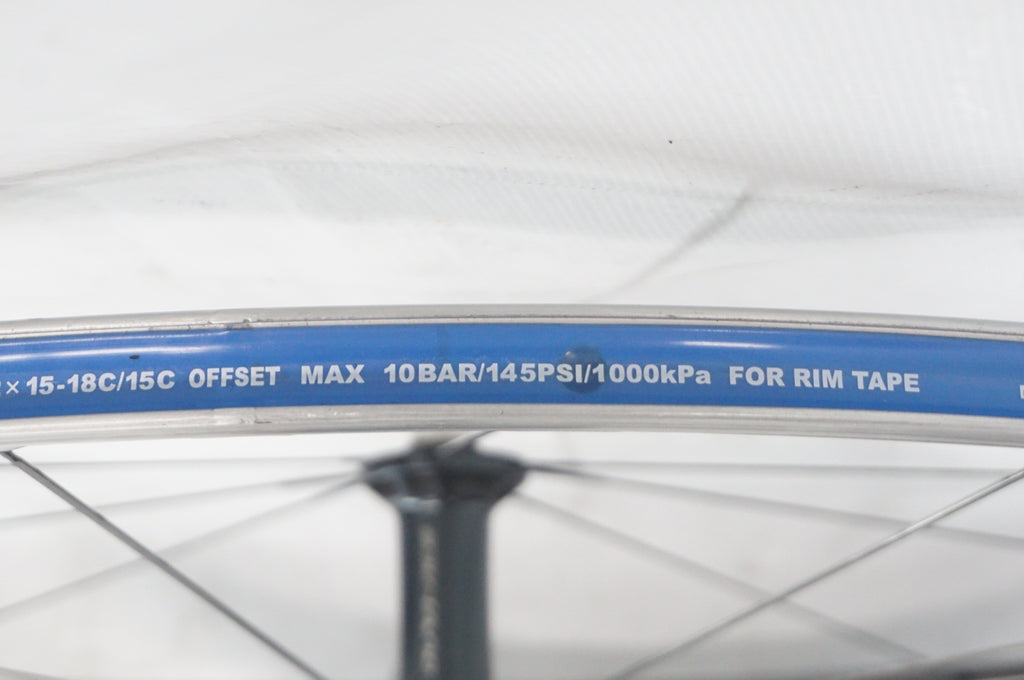 × 15-18C/15C OFFSET MAX 10BAR/145PSI/1000kPa FOR RIM TAPE